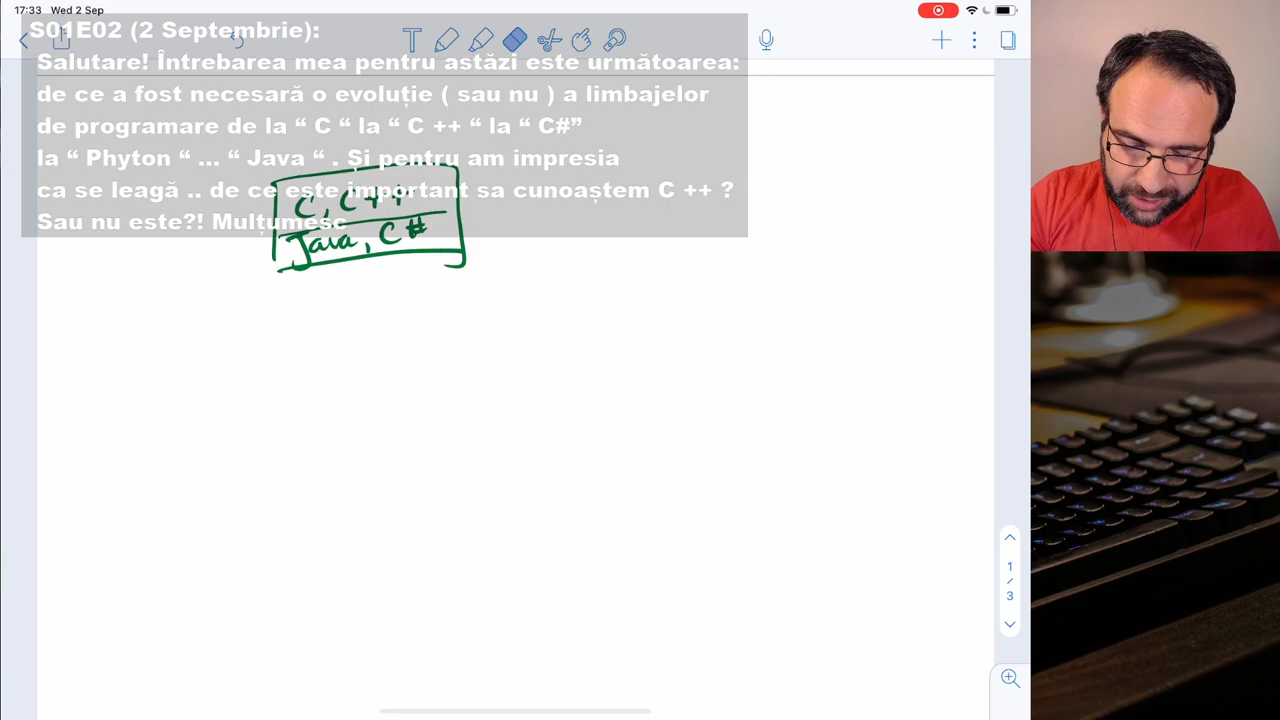 17:33 Wed 2 Sep
S01E02 (2 Septembrie):
Salutare! Întrebarea mea pentru astăzi este următoarea:
de ce a fost necesară o evoluție ( sau nu ) a limbajelor
de programare de la “ C “ la “ C ++ “ la “ C#”
la “ Phyton “ ... “ Java “ . Și pentru am impresia
ca se leagă .. de ce este important sa cunoaștem C ++ ?
Sau nu este?! Mulțumesc
C, C++
Java, C#
1
/
3